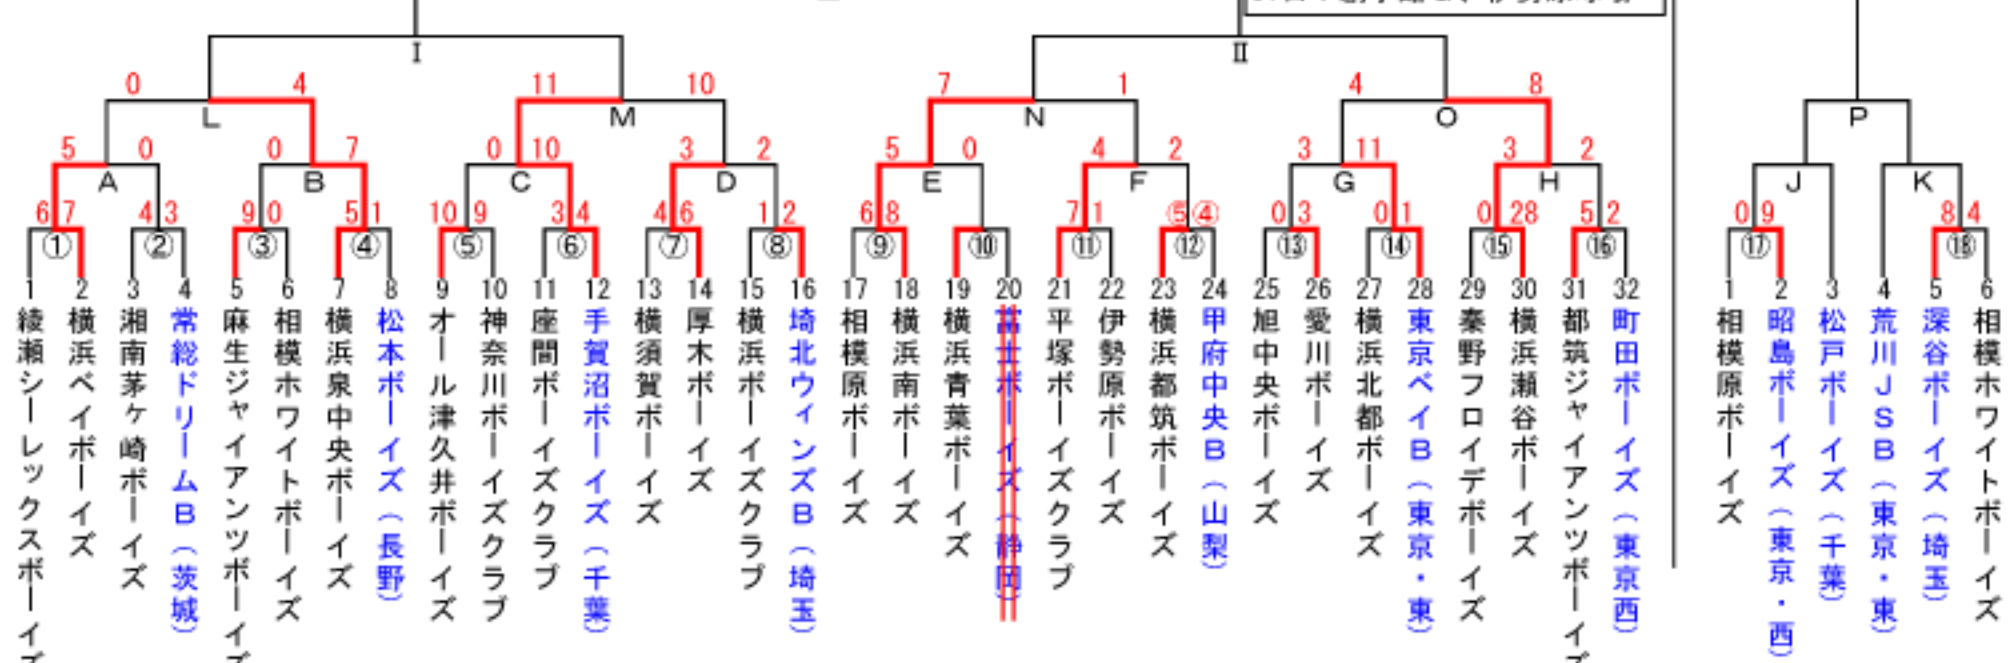 I
II
0 4 11 10 7 1 4 8
L M N O P
5 0 0 7 0 10 3 2 5 0 4 2 3 11 3 2
A B C D E F G H J K
6 7 4 3 9 0 5 1 10 9 3 4 4 6 1 2 6 8 7 1 ⑤ ④ 0 3 0 1 0 28 5 2 0 9 8 4
① ② ③ ④ ⑤ ⑥ ⑦ ⑧ ⑨ ⑩ ⑪ ⑫ ⑬ ⑭ ⑮ ⑯ ⑰ ⑱
1 綾瀬シーレックスボーイズ
2 横浜ベイボーイズ
3 湘南茅ヶ崎ボーイズ
4 常総ドリームB(茨城)
5 麻生ジャイアンツボーイズ
6 相模ホワイトボーイズ
7 横浜泉中央ボーイズ
8 松本ボーイズ(長野)
9 オール津久井ボーイズ
10 神奈川ボーイズクラブ
11 座間ボーイズクラブ
12 手賀沼ボーイズ(千葉)
13 横須賀ボーイズ
14 厚木ボーイズ
15 横浜ボーイズクラブ
16 埼北ウィンズB(埼玉)
17 相模原ボーイズ
18 横浜南ボーイズ
19 横浜青葉ボーイズ
20 富士ボーイズ(静岡)
21 平塚ボーイズクラブ
22 伊勢原ボーイズ
23 横浜都筑ボーイズ
24 甲府中央B(山梨)
25 旭中央ボーイズ
26 愛川ボーイズ
27 横浜北都ボーイズ
28 東京ベイB(東京・東)
29 秦野フロイデボーイズ
30 横浜瀬谷ボーイズ
31 都筑ジャイアンツボーイズ
32 町田ボーイズ(東京西)
1 相模原ボーイズ
2 昭島ボーイズ(東京・西)
3 松戸ボーイズ(千葉)
4 荒川JSB(東京・東)
5 深谷ボーイズ(埼玉)
6 相模ホワイトボーイズ